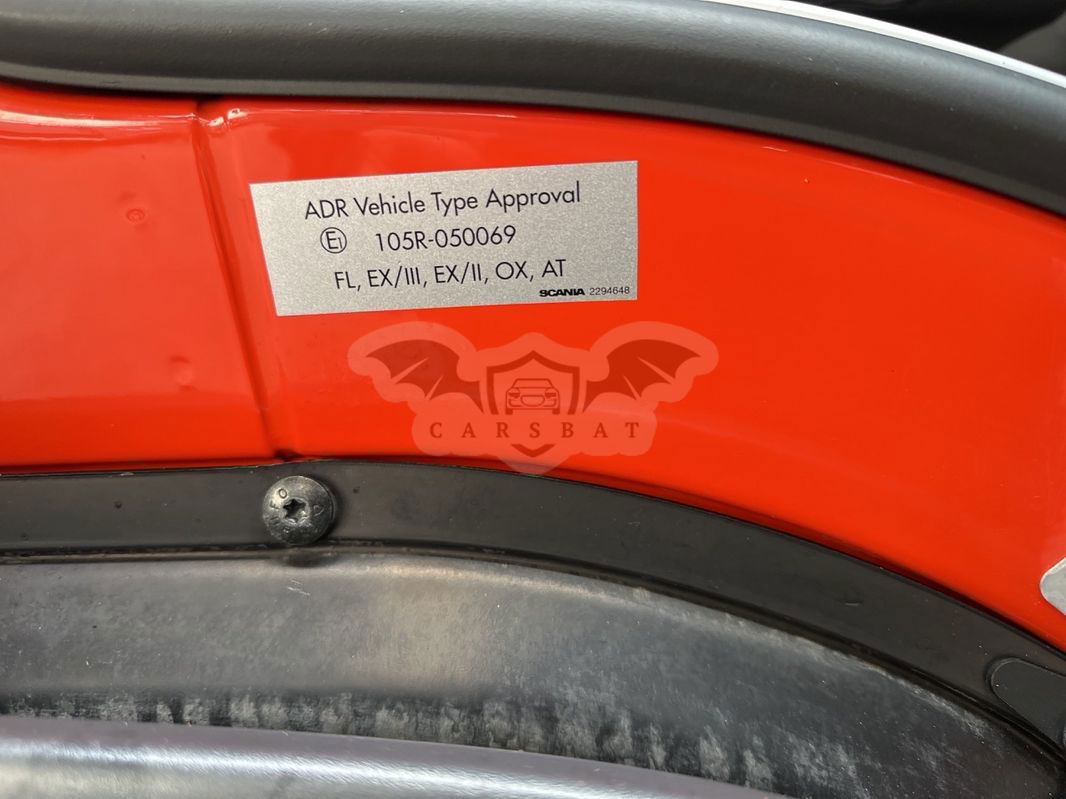 ADR Vehicle Type Approval
E1 105R-050069
FL, EX/III, EX/II, OX, AT
SCANIA 2294648
CARSBAT